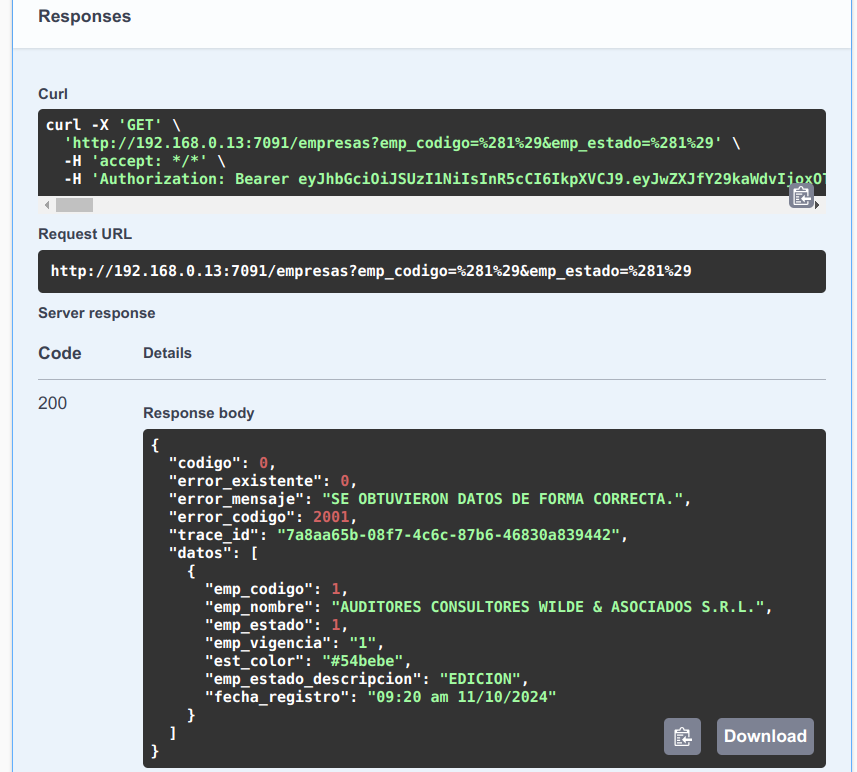 Responses
Curl
curl -X 'GET' \
'http://192.168.0.13:7091/empresas?emp_codigo=%281%29&emp_estado=%281%29' \
-H 'accept: */*' \
-H 'Authorization: Bearer eyJhbGciOiJSUzI1NiIsInR5cCI6IkpXVCJ9.eyJwZXJfY29kaWdvIjoxOT
Request URL
http://192.168.0.13:7091/empresas?emp_codigo=%281%29&emp_estado=%281%29
Server response
Code Details
200
Response body
{
"codigo": 0,
"error_existente": 0,
"error_mensaje": "SE OBTUVIERON DATOS DE FORMA CORRECTA.",
"error_codigo": 2001,
"trace_id": "7a8aa65b-08f7-4c6c-87b6-46830a839442",
"datos": [
{
"emp_codigo": 1,
"emp_nombre": "AUDITORES CONSULTORES WILDE & ASOCIADOS S.R.L.",
"emp_estado": 1,
"emp_vigencia": "1",
"est_color": "#54bebe",
"emp_estado_descripcion": "EDICION",
"fecha_registro": "09:20 am 11/10/2024"
}
]
}
Download